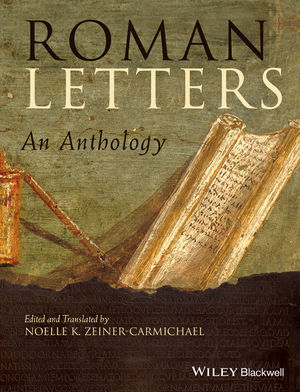 ROMAN
LETTERS
An Anthology
Edited and Translated by
NOELLE K. ZEINER-CARMICHAEL
WILEY Blackwell